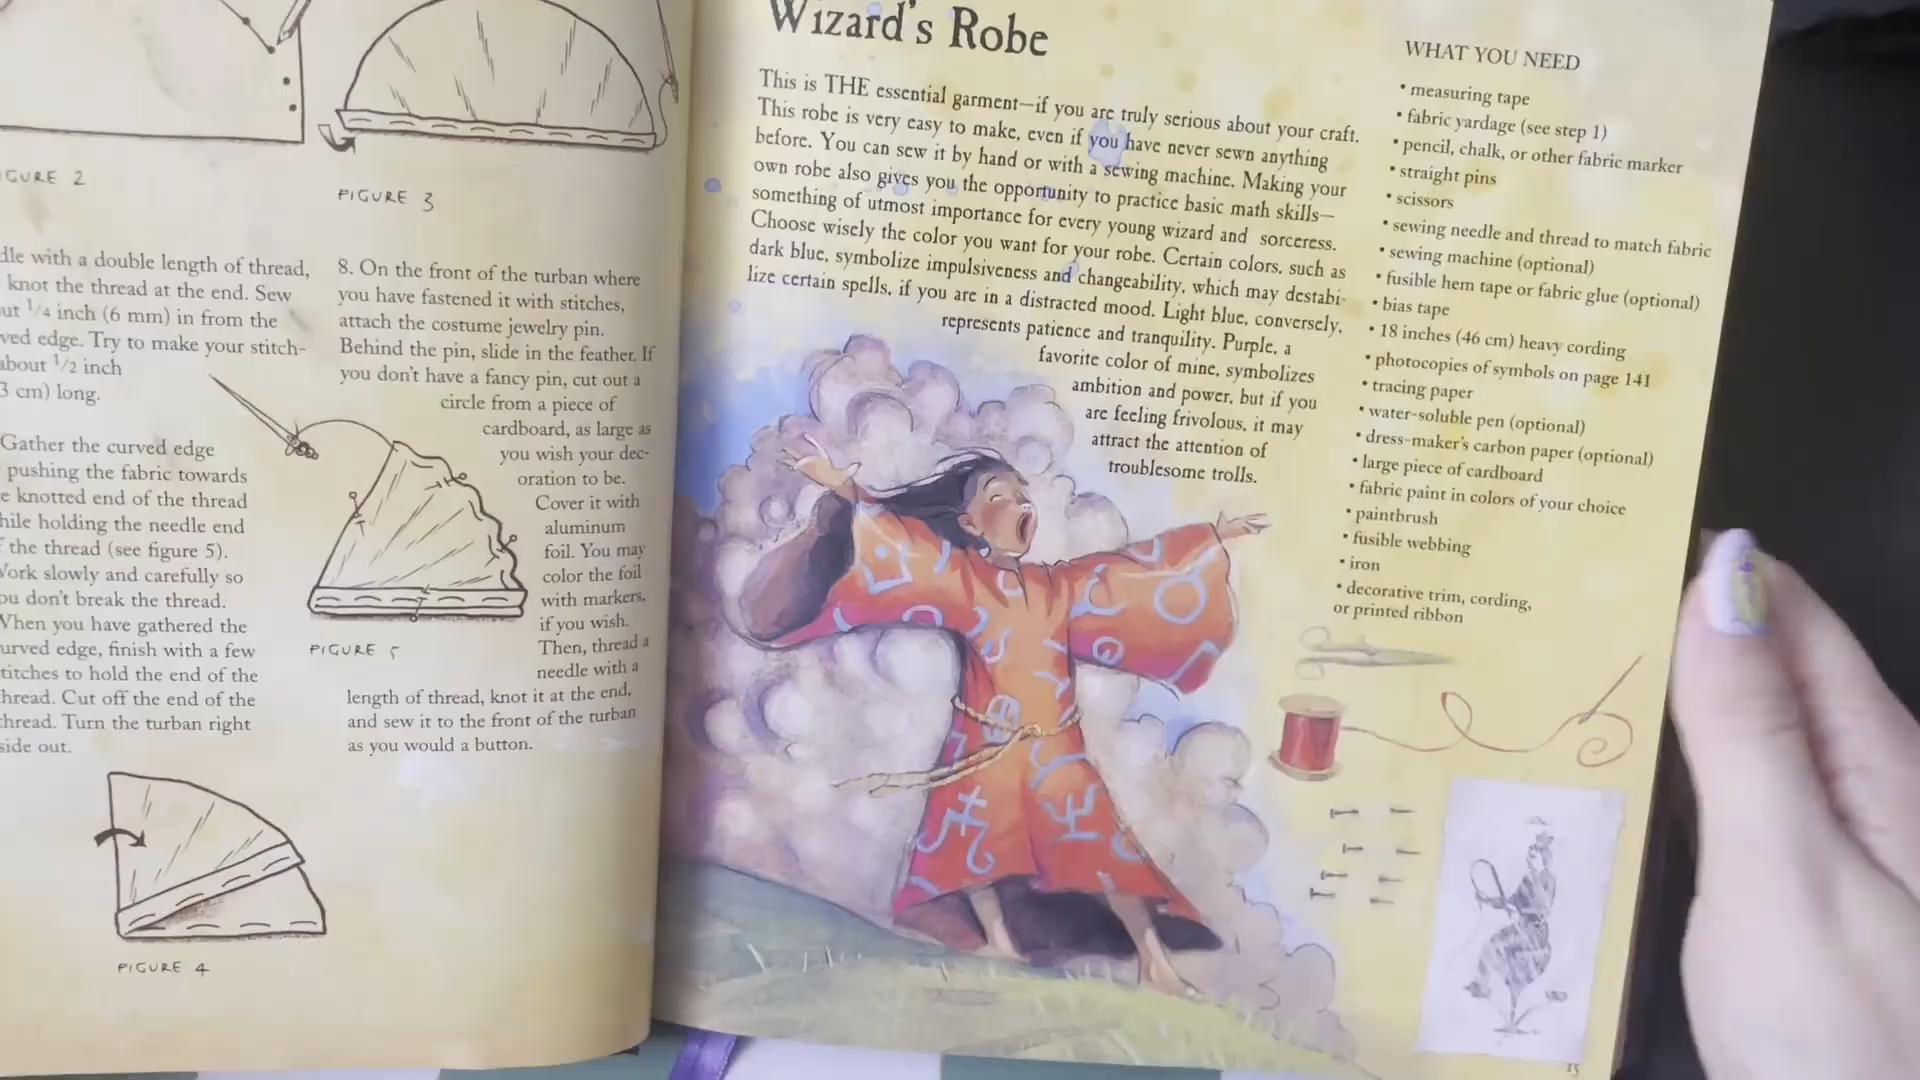 GURE 2
FIGURE 3
dle with a double length of thread,
knot the thread at the end. Sew
ut 1/4 inch (6 mm) in from the
ved edge. Try to make your stitch-
about 1/2 inch
3 cm) long.
Gather the curved edge
pushing the fabric towards
e knotted end of the thread
hile holding the needle end
f the thread (see figure 5).
Work slowly and carefully so
ou don't break the thread.
When you have gathered the
urved edge, finish with a few
titches to hold the end of the
hread. Cut off the end of the
thread. Turn the turban right
side out.
FIGURE 4
8. On the front of the turban where
you have fastened it with stitches,
attach the costume jewelry pin.
Behind the pin, slide in the feather. If
you don't have a fancy pin, cut out a
circle from a piece of
cardboard, as large as
you wish your dec-
oration to be.
Cover it with
aluminum
foil. You may
color the foil
with markers,
if you wish.
Then, thread a
needle with a
length of thread, knot it at the end,
and sew it to the front of the turban
as you would a button.
FIGURE 5
Wizard's Robe
This is THE essential garment—if you are truly serious about your craft.
This robe is very easy to make, even if you have never sewn anything
before. You can sew it by hand or with a sewing machine. Making your
own robe also gives you the opportunity to practice basic math skills—
something of utmost importance for every young wizard and sorceress.
Choose wisely the color you want for your robe. Certain colors, such as
dark blue, symbolize impulsiveness and changeability, which may destabi-
lize certain spells, if you are in a distracted mood. Light blue, conversely,
represents patience and tranquility. Purple, a
favorite color of mine, symbolizes
ambition and power, but if you
are feeling frivolous, it may
attract the attention of
troublesome trolls.
WHAT YOU NEED
• measuring tape
• fabric yardage (see step 1)
• pencil, chalk, or other fabric marker
• straight pins
• scissors
• sewing needle and thread to match fabric
• sewing machine (optional)
• fusible hem tape or fabric glue (optional)
• bias tape
• 18 inches (46 cm) heavy cording
• photocopies of symbols on page 141
• tracing paper
• water-soluble pen (optional)
• dress-maker's carbon paper (optional)
• large piece of cardboard
• fabric paint in colors of your choice
• paintbrush
• fusible webbing
• iron
• decorative trim, cording,
or printed ribbon